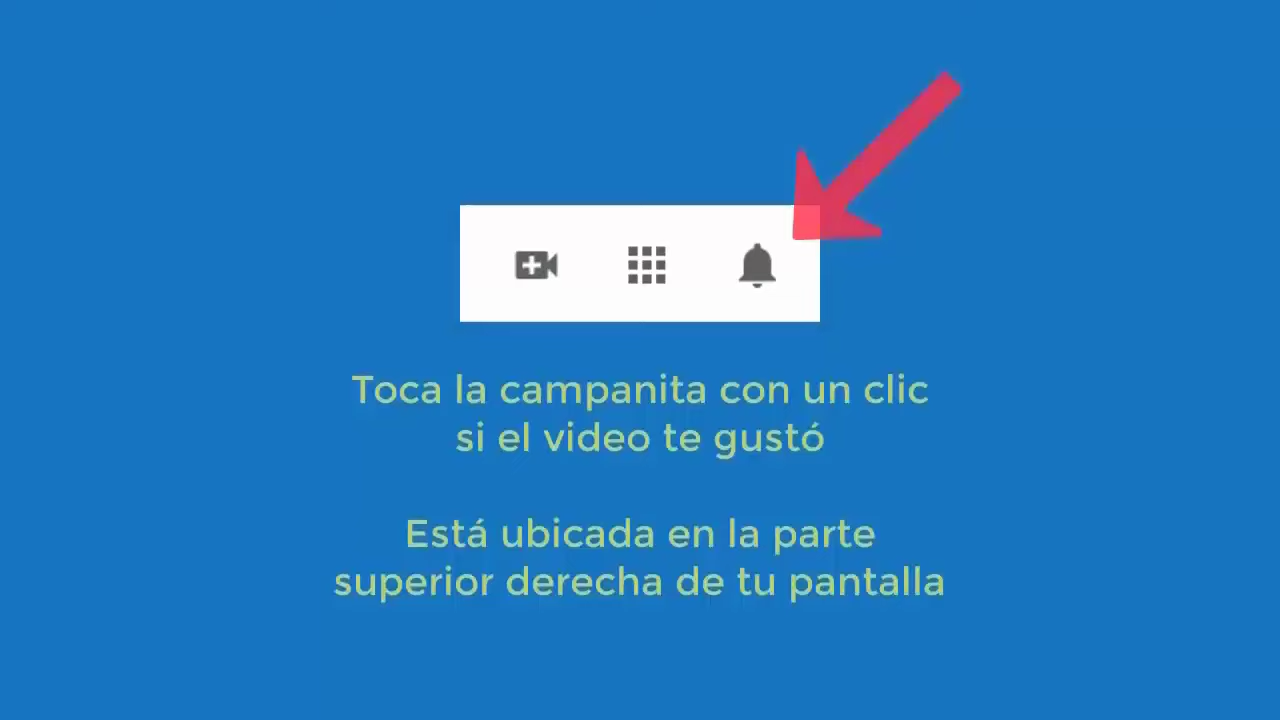 Toca la campanita con un clic
si el video te gustó
Está ubicada en la parte
superior derecha de tu pantalla